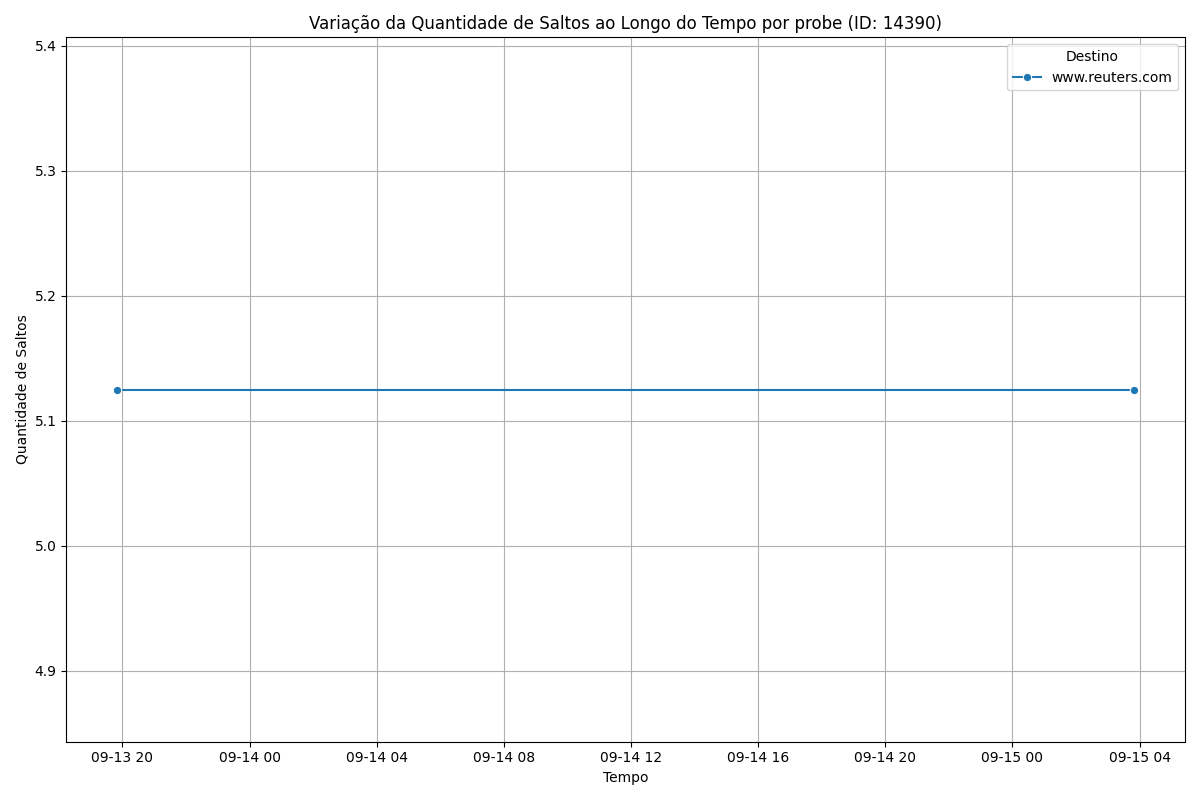 Variação da Quantidade de Saltos ao Longo do Tempo por probe (ID: 14390)
Destino
www.reuters.com
Quantidade de Saltos
5.4
5.3
5.2
5.1
5.0
4.9
09-13 20 09-14 00 09-14 04 09-14 08 09-14 12 09-14 16 09-14 20 09-15 00 09-15 04
Tempo